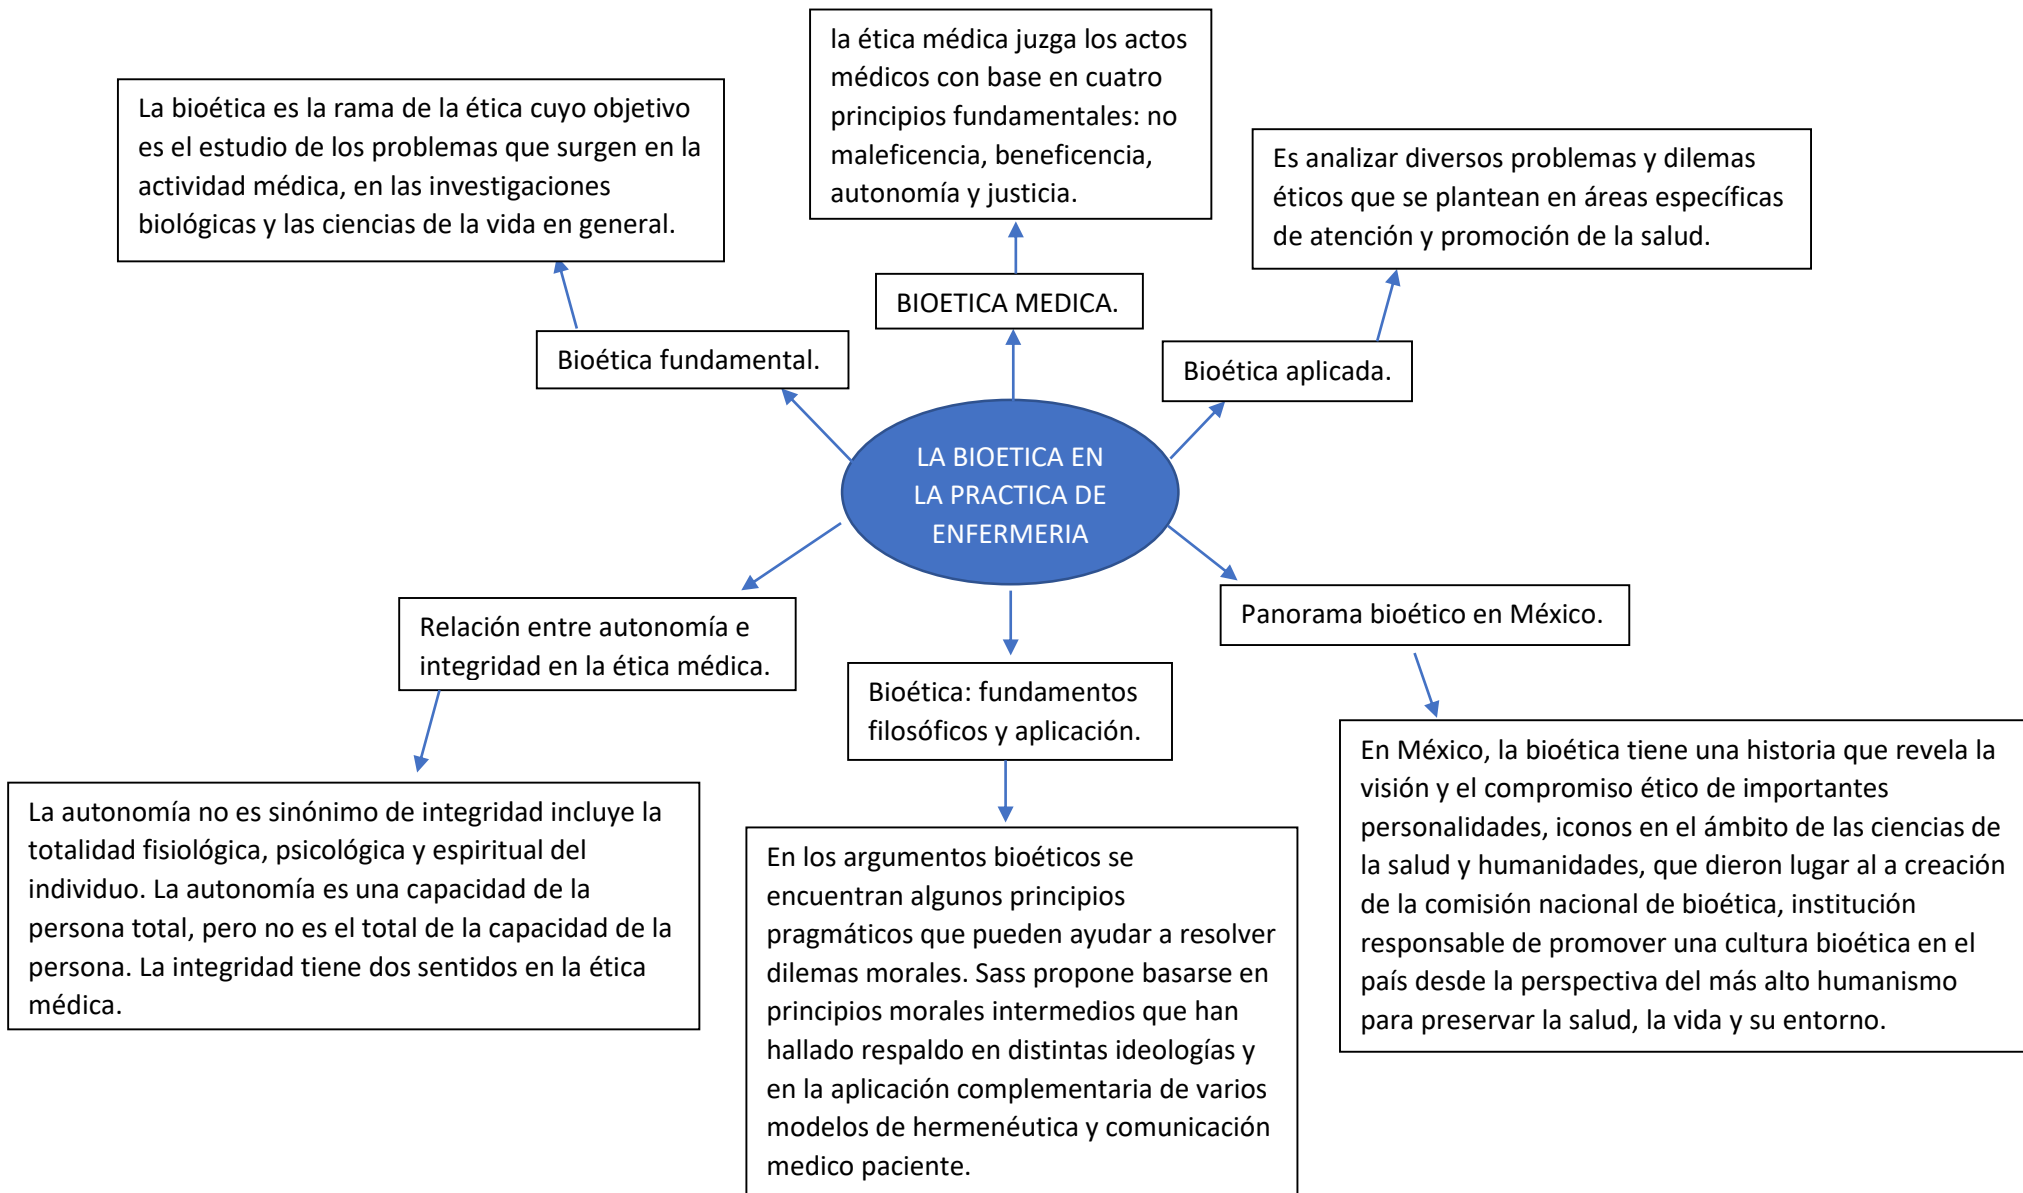 la ética médica juzga los actos
médicos con base en cuatro
principios fundamentales: no
maleficencia, beneficencia,
autonomía y justicia.
La bioética es la rama de la ética cuyo objetivo
es el estudio de los problemas que surgen en la
actividad médica, en las investigaciones
biológicas y las ciencias de la vida en general.
Es analizar diversos problemas y dilemas
éticos que se plantean en áreas específicas
de atención y promoción de la salud.
BIOETICA MEDICA.
Bioética fundamental.
Bioética aplicada.
LA BIOETICA EN
LA PRACTICA DE
ENFERMERIA
Relación entre autonomía e
integridad en la ética médica.
Bioética: fundamentos
filosóficos y aplicación.
Panorama bioético en México.
La autonomía no es sinónimo de integridad incluye la
totalidad fisiológica, psicológica y espiritual del
individuo. La autonomía es una capacidad de la
persona total, pero no es el total de la capacidad de la
persona. La integridad tiene dos sentidos en la ética
médica.
En los argumentos bioéticos se
encuentran algunos principios
pragmáticos que pueden ayudar a resolver
dilemas morales. Sass propone basarse en
principios morales intermedios que han
hallado respaldo en distintas ideologías y
en la aplicación complementaria de varios
modelos de hermenéutica y comunicación
medico paciente.
En México, la bioética tiene una historia que revela la
visión y el compromiso ético de importantes
personalidades, iconos en el ámbito de las ciencias de
la salud y humanidades, que dieron lugar al a creación
de la comisión nacional de bioética, institución
responsable de promover una cultura bioética en el
país desde la perspectiva del más alto humanismo
para preservar la salud, la vida y su entorno.